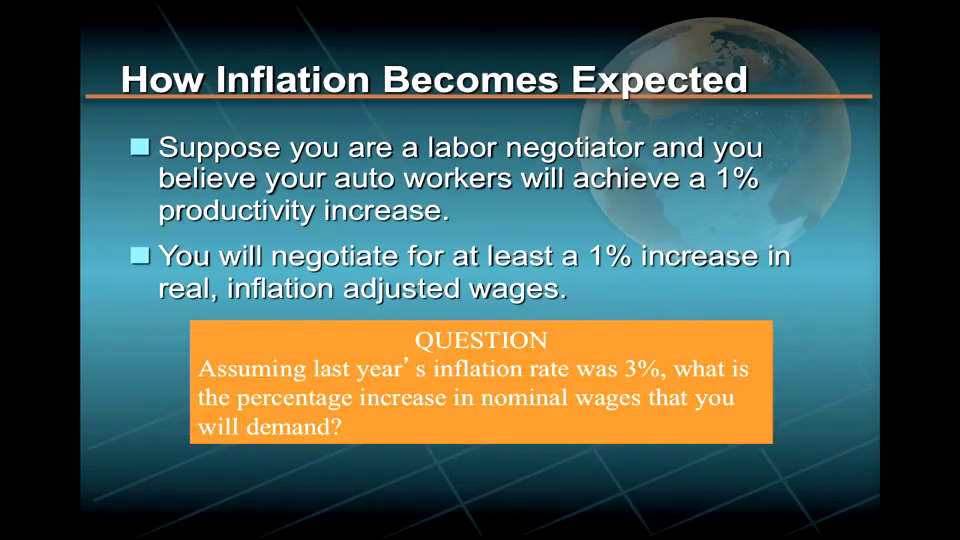 How Inflation Becomes Expected
Suppose you are a labor negotiator and you
believe your auto workers will achieve a 1%
productivity increase.
You will negotiate for at least a 1% increase in
real, inflation adjusted wages.
QUESTION
Assuming last year’s inflation rate was 3%, what is
the percentage increase in nominal wages that you
will demand?